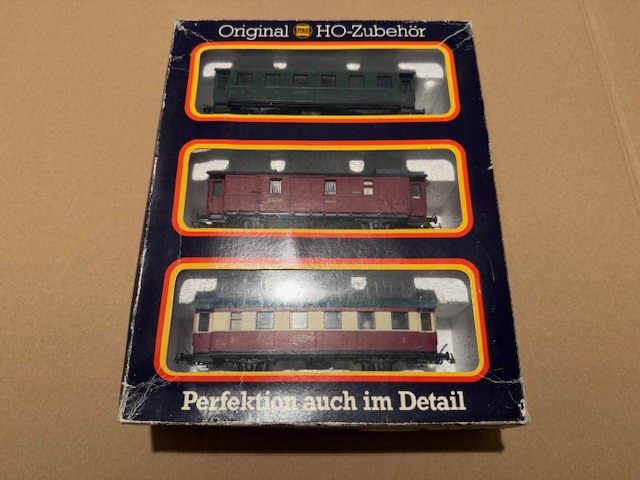 Original PIKO HO-Zubehör
Perfektion auch im Detail